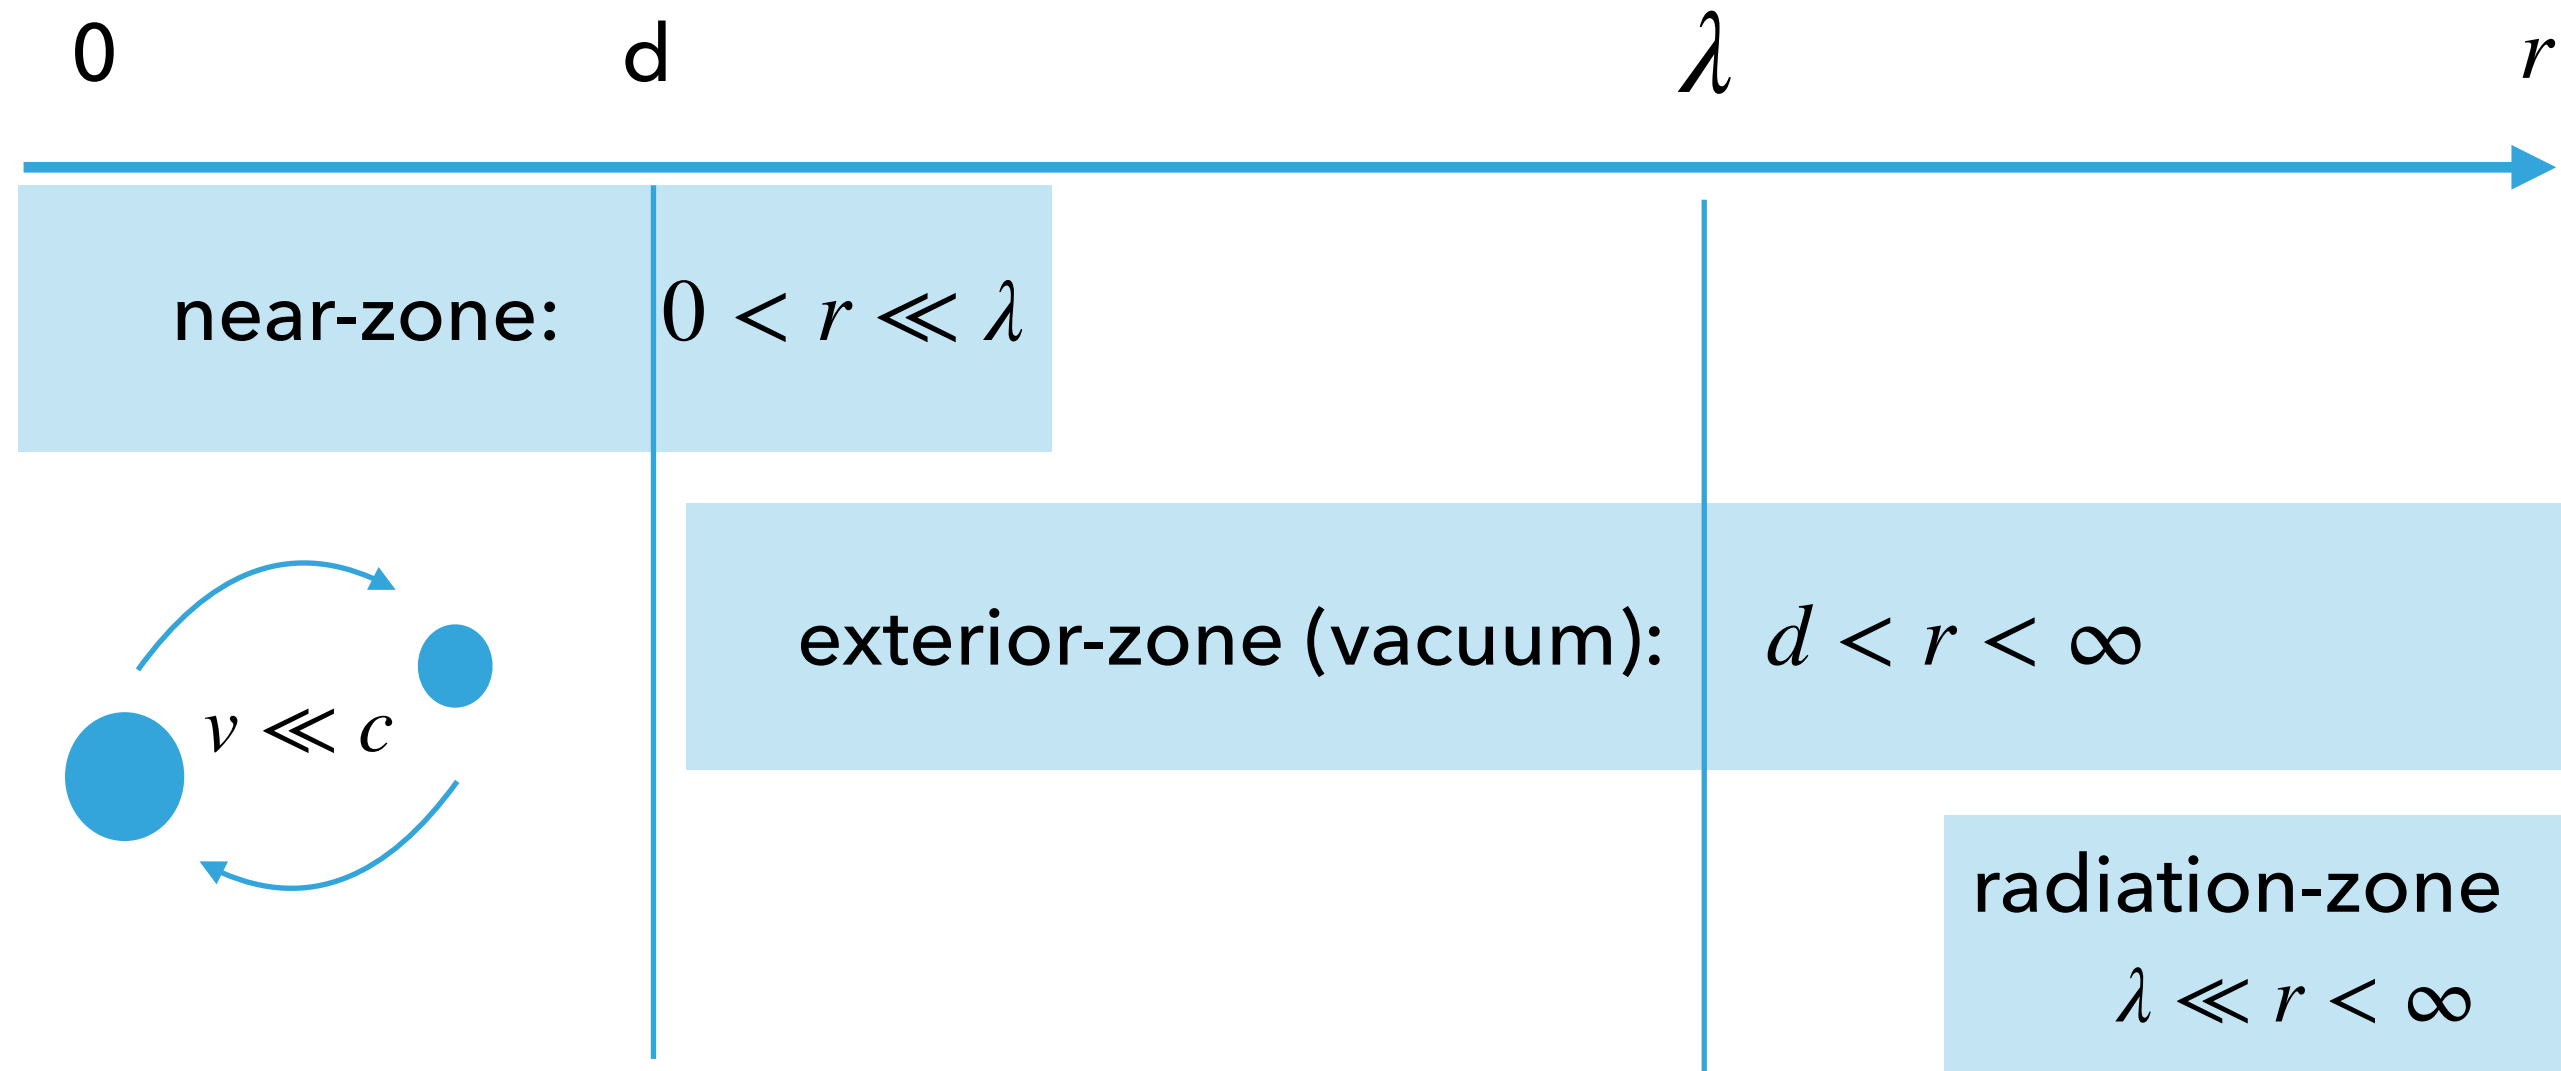 0 d λ r
near-zone: 0 < r ≪ λ
exterior-zone (vacuum): d < r < ∞
v ≪ c
radiation-zone
λ ≪ r < ∞